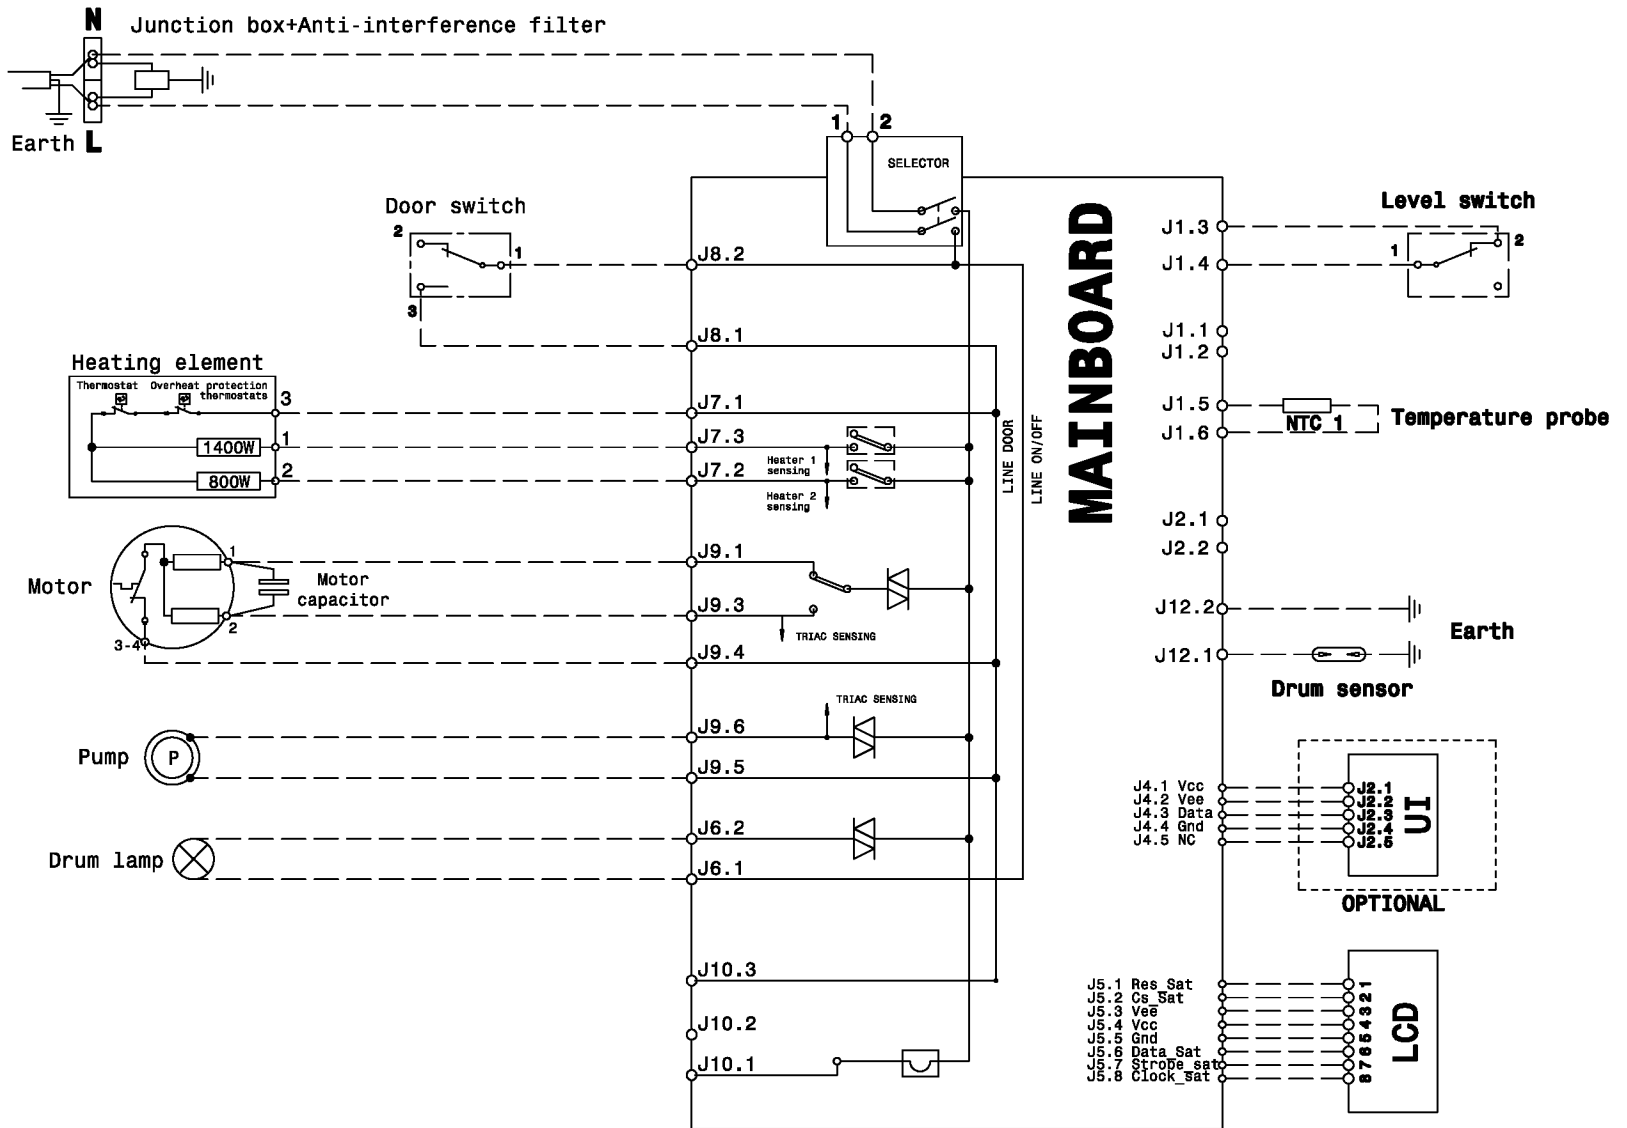 N
Junction box+Anti-interference filter
Earth L
1 2
SELECTOR
Door switch
2
1
3
J8.2
J8.1
Heating element
Thermostat
Overheat protection
thermostats
3
1400W
1
800W
2
J7.1
J7.3
J7.2
Heater 1
sensing
Heater 2
sensing
LINE DOOR
LINE ON/OFF
MAINBOARD
Motor
1
2
3-4
Motor
capacitor
J9.1
J9.3
TRIAC SENSING
J9.4
TRIAC SENSING
Pump
P
J9.6
J9.5
Drum lamp
J6.2
J6.1
J10.3
J10.2
J10.1
Level switch
J1.3
J1.4
1
2
J1.1
J1.2
J1.5
J1.6
NTC 1
Temperature probe
J2.1
J2.2
J12.2
J12.1
Earth
Drum sensor
J4.1 Vcc
J4.2 Vee
J4.3 Data
J4.4 Gnd
J4.5 NC
J2.1
J2.2
J2.3
J2.4
J2.5
UI
OPTIONAL
J5.1 Res_Sat
J5.2 Cs_Sat
J5.3 Vee
J5.4 Vcc
J5.5 Gnd
J5.6 Data_Sat
J5.7 Strobe_sat
J5.8 Clock_sat
1
2
3
4
5
6
7
8
LCD